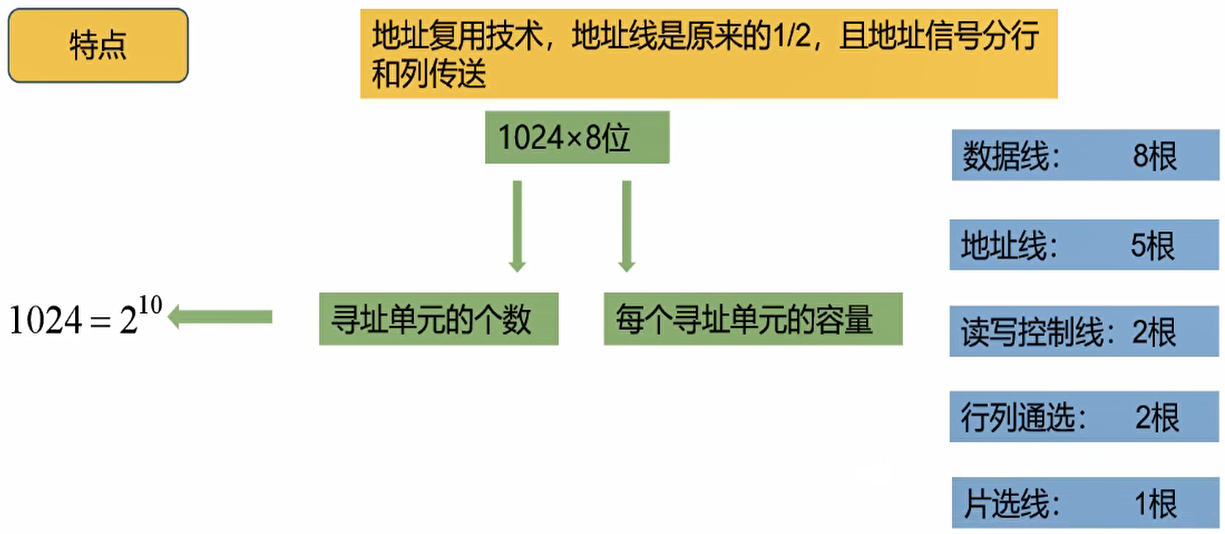 特点
地址复用技术，地址线是原来的1/2，且地址信号分行
和列传送
1024×8位
数据线： 8根
地址线： 5根
1024 = 2^10
寻址单元的个数
每个寻址单元的容量
读写控制线：2根
行列通选： 2根
片选线： 1根